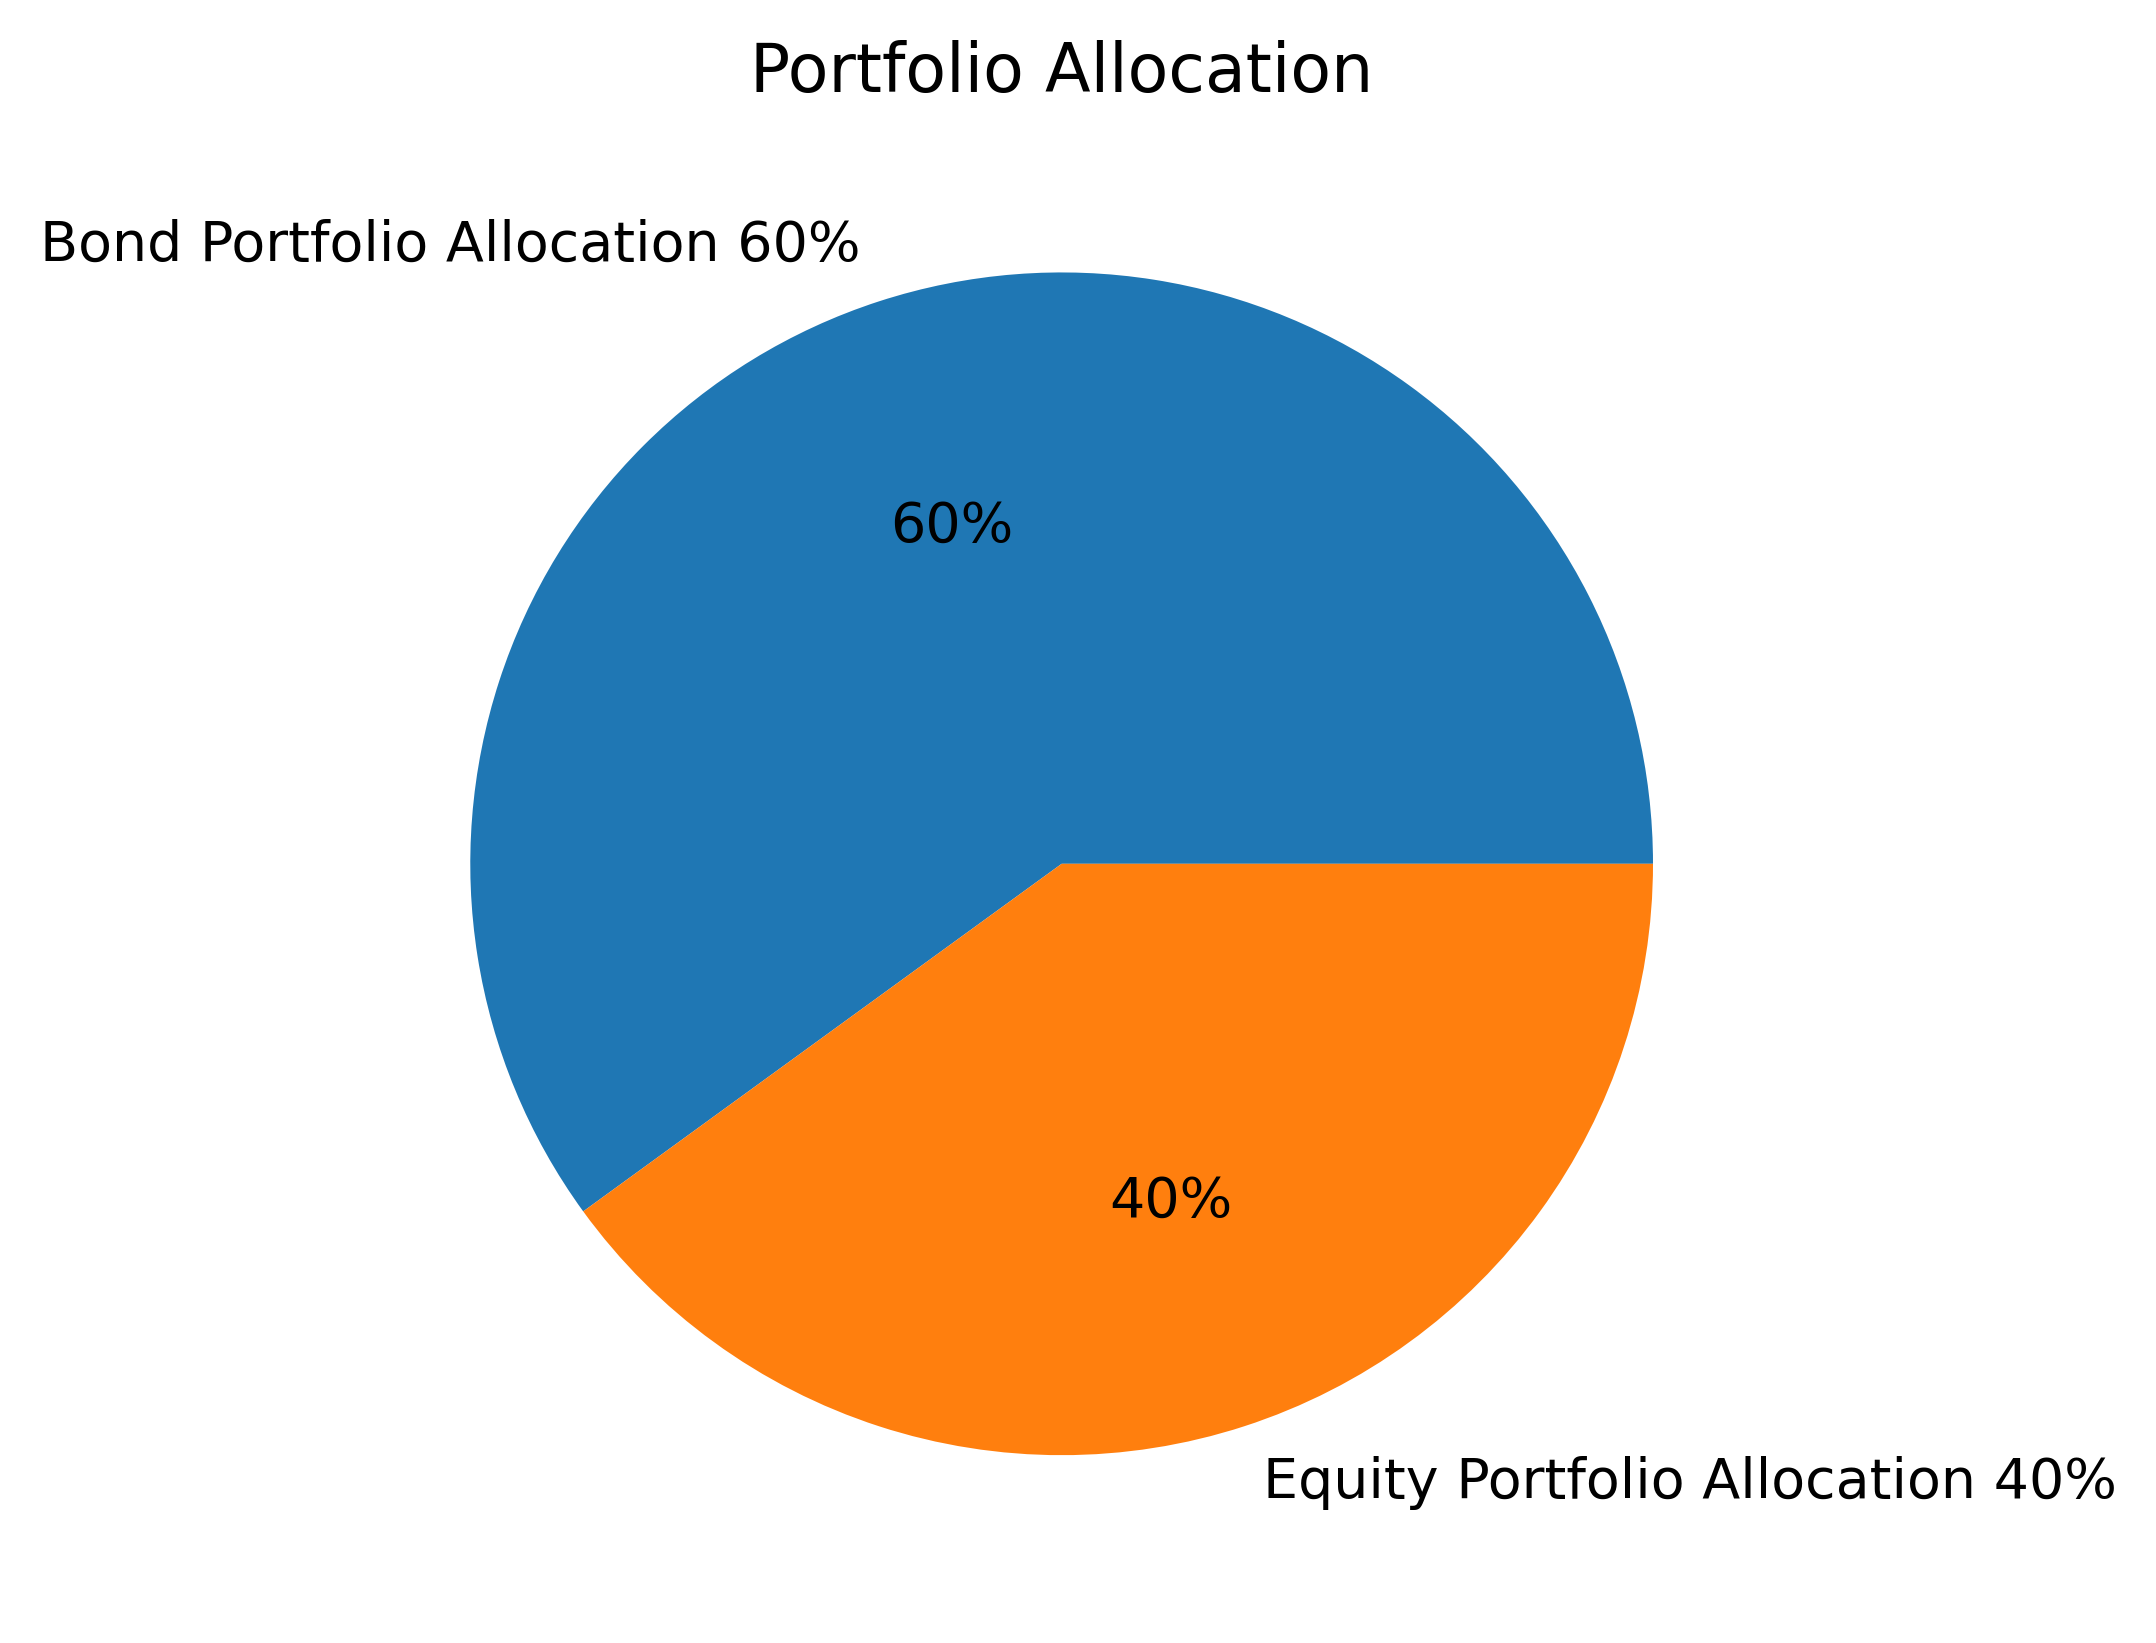 Portfolio Allocation
Bond Portfolio Allocation 60%
60%
40%
Equity Portfolio Allocation 40%